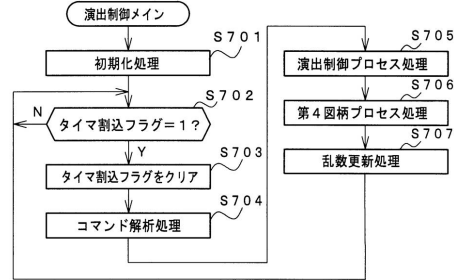 演出制御メイン
S701
初期化処理
S702
N
タイマ割込フラグ=1?
Y
S703
タイマ割込フラグをクリア
S704
コマンド解析処理
S705
演出制御プロセス処理
S706
第4図柄プロセス処理
S707
乱数更新処理